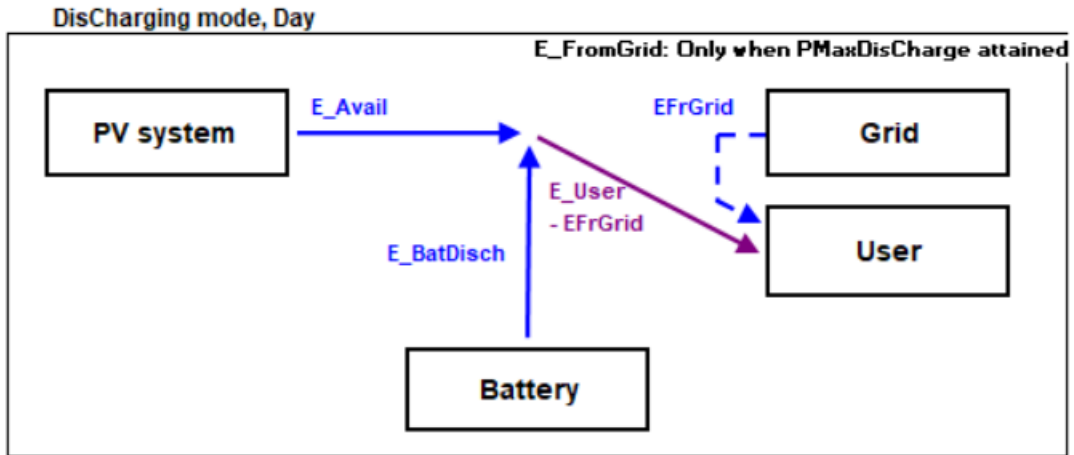 DisCharging mode, Day
E_FromGrid: Only when PMaxDisCharge attained
PV system
E_Avail
EFrGrid
Grid
E_User
- EFrGrid
User
E_BatDisch
Battery